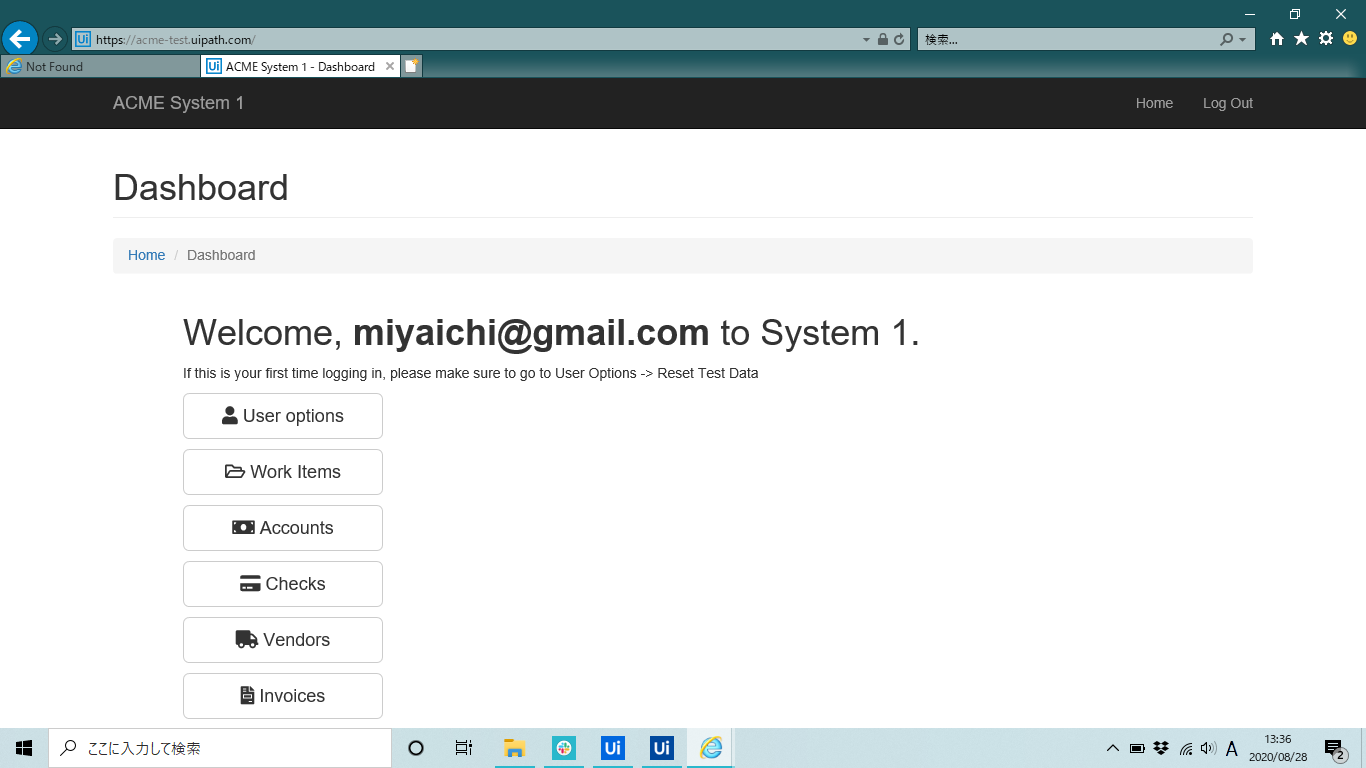 https://acme-test.uipath.com/
検索...
Not Found
Ui ACME System 1 - Dashboard
ACME System 1
Home
Log Out
Dashboard
Home / Dashboard
Welcome, miyaichi@gmail.com to System 1.
If this is your first time logging in, please make sure to go to User Options -> Reset Test Data
User options
Work Items
Accounts
Checks
Vendors
Invoices
ここに入力して検索
Ui
Ui
A
13:36
2020/08/28
2